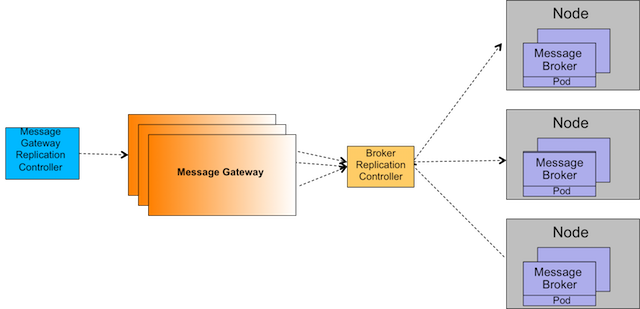 Message
Gateway
Replication
Controller
Message Gateway
Broker
Replication
Controller
Node
Message
Broker
Pod
Node
Message
Broker
Pod
Node
Message
Broker
Pod